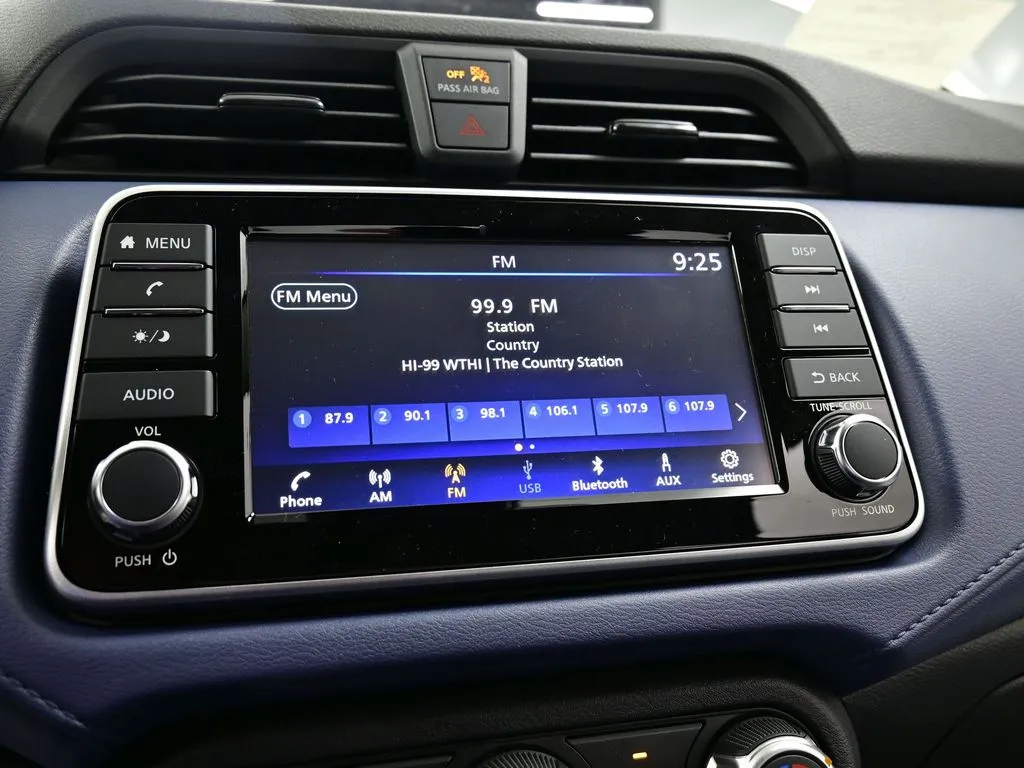 OFF 2
PASS AIR BAG
MENU
AUDIO
VOL
PUSH
FM
9:25
FM Menu
99.9 FM
Station
Country
HI-99 WTHI | The Country Station
1 87.9 2 90.1 3 98.1 4 106.1 5 107.9 6 107.9
Phone AM FM USB Bluetooth AUX Settings
DISP
BACK
TUNE·SCROLL
PUSH SOUND